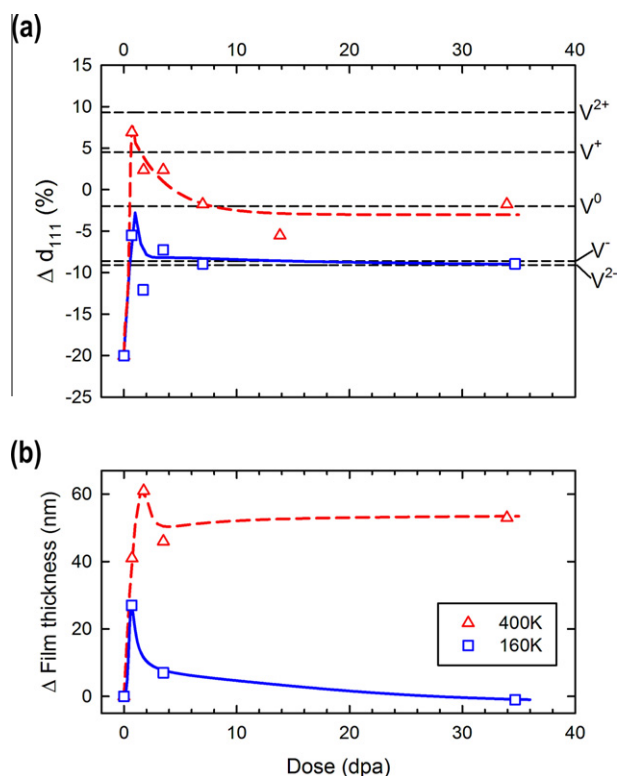 (a)
0 10 20 30 40
15
10
5
0
-5
-10
-15
-20
-25
Δ d111 (%)
V2+
V+
V0
V-
V2-
(b)
60
40
20
0
Δ Film thickness (nm)
400K
160K
0 10 20 30 40
Dose (dpa)